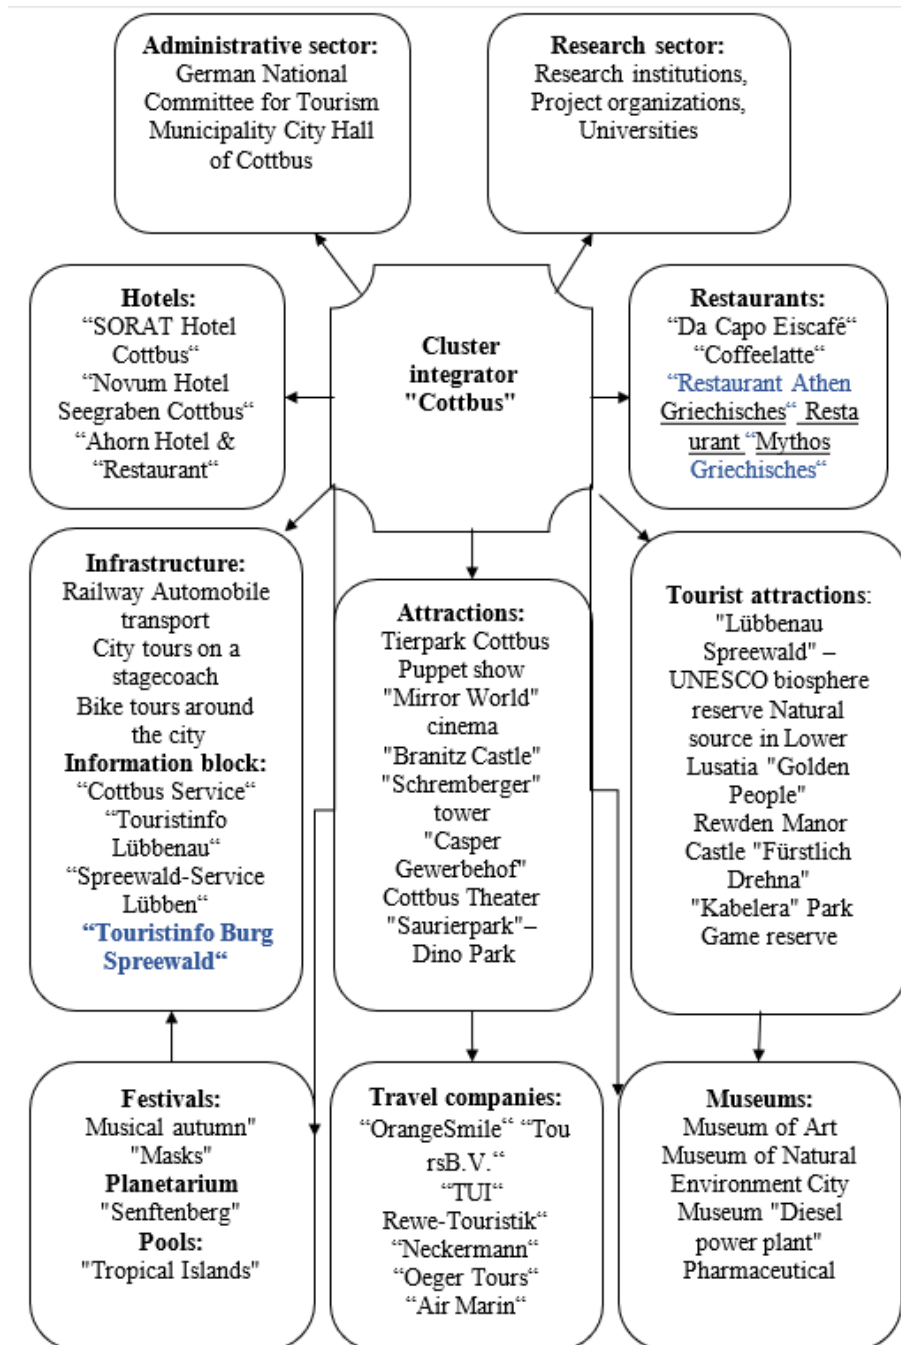 Administrative sector:
German National
Committee for Tourism
Municipality City Hall
of Cottbus
Research sector:
Research institutions,
Project organizations,
Universities
Hotels:
“SORAT Hotel
Cottbus“
“Novum Hotel
Seegraben Cottbus“
“Ahorn Hotel &
“Restaurant“
Cluster
integrator
"Cottbus"
Restaurants:
“Da Capo Eiscafé“
“Coffeelatte“
“Restaurant Athen
Griechisches“ Resta
urant “Mythos
Griechisches“
Infrastructure:
Railway Automobile
transport
City tours on a
stagecoach
Bike tours around
the city
Information block:
“Cottbus Service“
“Touristinfo
Lübbenau“
“Spreewald-Service
Lübben“
“Touristinfo Burg
Spreewald“
Attractions:
Tierpark Cottbus
Puppet show
"Mirror World"
cinema
"Branitz Castle"
"Schremberger"
tower
"Casper
Gewerbehof"
Cottbus Theater
"Saurierpark"–
Dino Park
Tourist attractions:
"Lübbenau
Spreewald" –
UNESCO biosphere
reserve Natural
source in Lower
Lusatia "Golden
People"
Rewden Manor
Castle "Fürstlich
Drehna"
"Kabelera" Park
Game reserve
Festivals:
Musical autumn"
"Masks"
Planetarium
"Senftenberg"
Pools:
"Tropical Islands"
Travel companies:
“OrangeSmile“ “Tou
rsB.V.“
“TUI“
Rewe-Touristik“
“Neckermann“
“Oeger Tours“
“Air Marin“
Museums:
Museum of Art
Museum of Natural
Environment City
Museum "Diesel
power plant"
Pharmaceutical